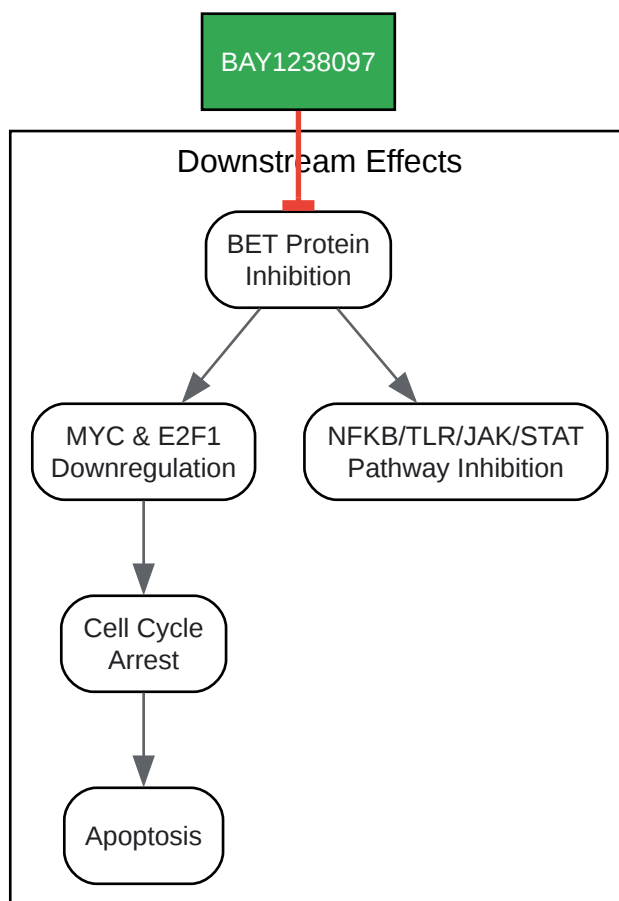 BAY1238097
Downstream Effects
BET Protein
Inhibition
MYC & E2F1
Downregulation
NFKB/TLR/JAK/STAT
Pathway Inhibition
Cell Cycle
Arrest
Apoptosis